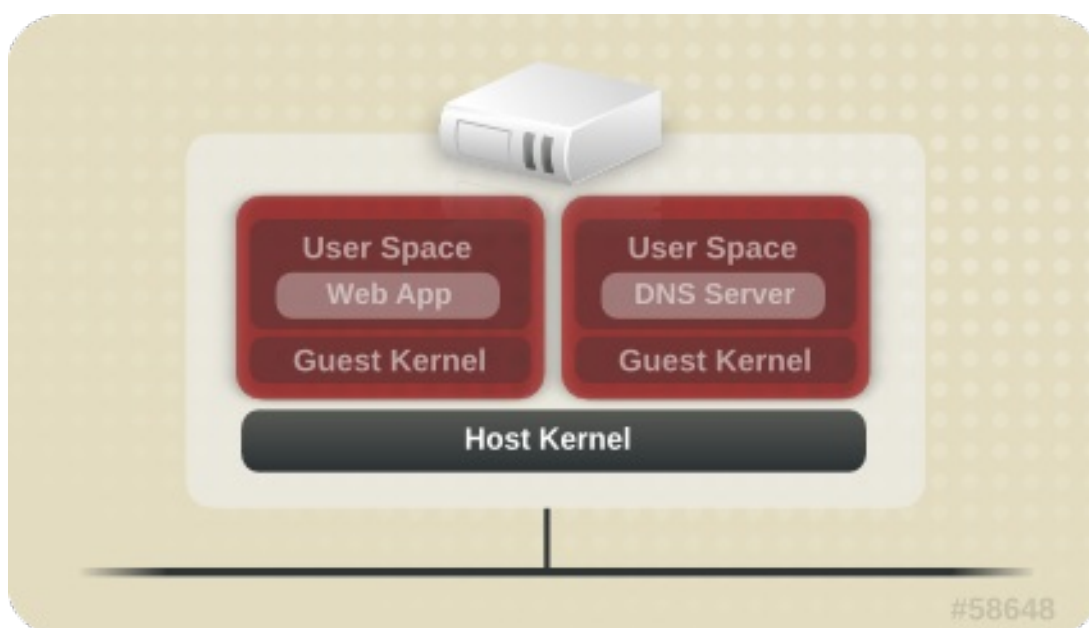 User Space
Web App
Guest Kernel
User Space
DNS Server
Guest Kernel
Host Kernel
#58648